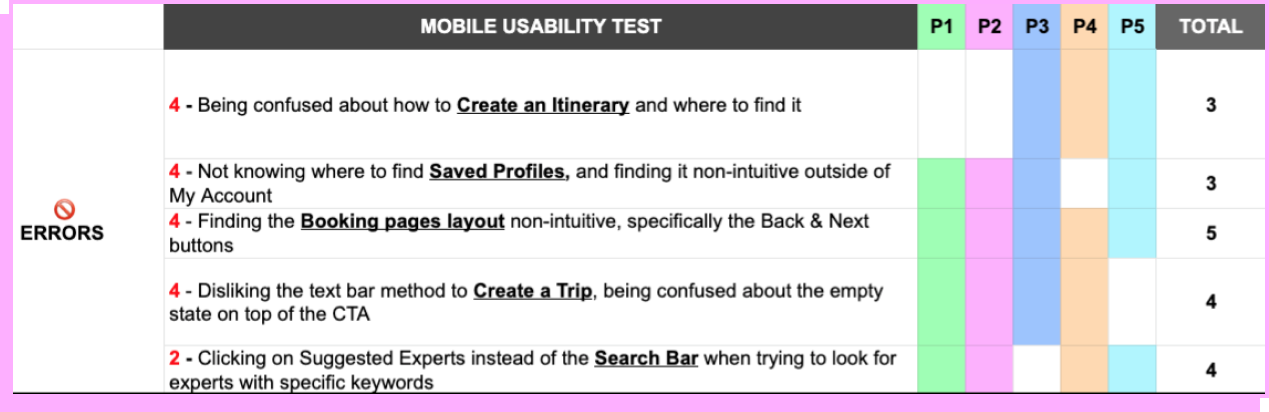 MOBILE USABILITY TEST P1 P2 P3 P4 P5 TOTAL
4 - Being confused about how to Create an Itinerary and where to find it 3
4 - Not knowing where to find Saved Profiles, and finding it non-intuitive outside of
My Account
3
ERRORS
4 - Finding the Booking pages layout non-intuitive, specifically the Back & Next
buttons
5
4 - Disliking the text bar method to Create a Trip, being confused about the empty
state on top of the CTA
4
2 - Clicking on Suggested Experts instead of the Search Bar when trying to look for
experts with specific keywords
4